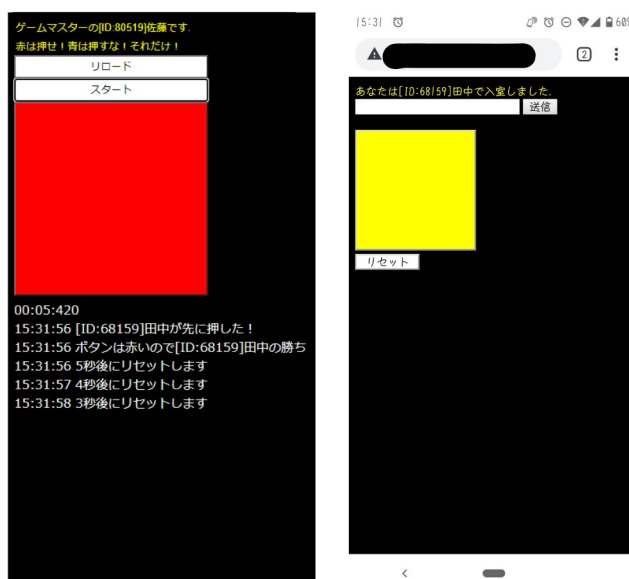 ゲームマスターの[ID:80519]佐藤です.
赤は押せ！青は押すな！それだけ！
リロード
スタート
00:05:420
15:31:56 [ID:68159]田中が先に押した！
15:31:56 ボタンは赤いので[ID:68159]田中の勝ち
15:31:56 5秒後にリセットします
15:31:57 4秒後にリセットします
15:31:58 3秒後にリセットします
15:31
60%
2
あなたは[ID:68159]田中で入室しました.
送信
リセット